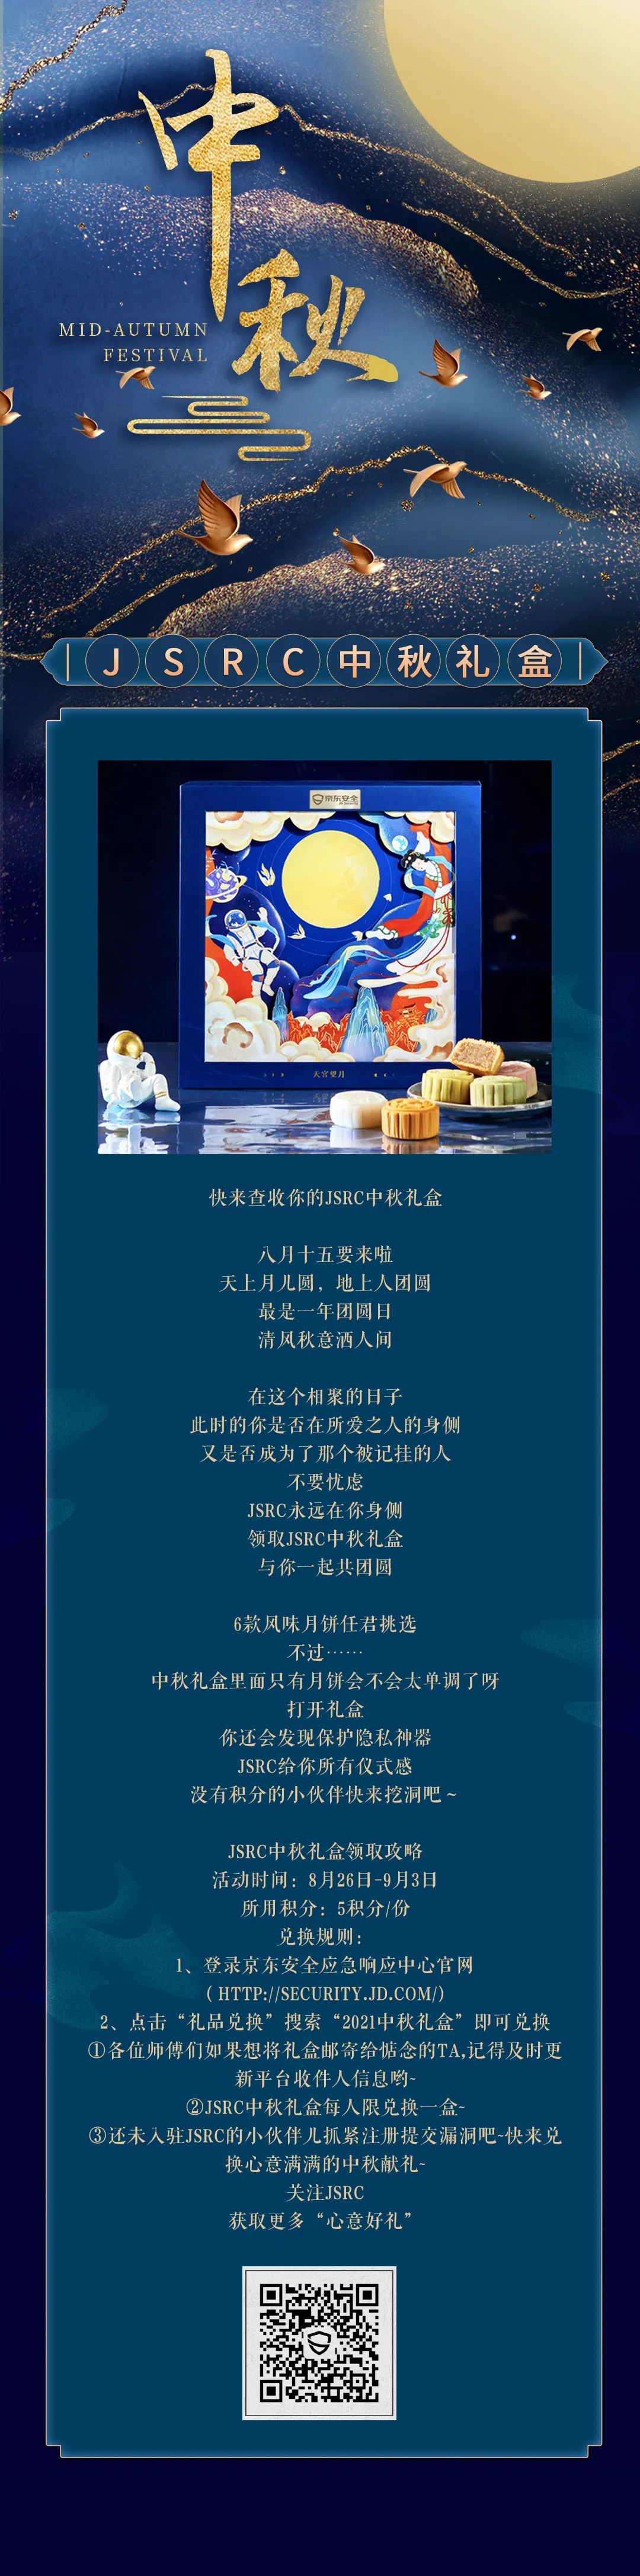 中秋
MID-AUTUMN
FESTIVAL
JSRC中秋礼盒
京东安全
天宫望月
快来查收你的JSRC中秋礼盒
八月十五要来啦
天上月儿圆，地上人团圆
最是一年团圆日
清风秋意洒人间
在这个相聚的日子
此时的你是否在所爱之人的身侧
又是否成为了那个被记挂的人
不要忧虑
JSRC永远在你身侧
领取JSRC中秋礼盒
与你一起共团圆
6款风味月饼任君挑选
不过······
中秋礼盒里面只有月饼会不会太单调了呀
打开礼盒
你还会发现保护隐私神器
JSRC给你所有仪式感
没有积分的小伙伴快来挖洞吧~
JSRC中秋礼盒领取攻略
活动时间：8月26日-9月3日
所用积分：5积分/份
兑换规则：
1、登录京东安全应急响应中心官网
（HTTP://SECURITY.JD.COM/）
2、点击“礼品兑换”搜索“2021中秋礼盒”即可兑换
①各位师傅们如果想将礼盒邮寄给惦念的TA,记得及时更
新平台收件人信息哟~
②JSRC中秋礼盒每人限兑换一盒~
③还未入驻JSRC的小伙伴儿抓紧注册提交漏洞吧~快来兑
换心意满满的中秋献礼~
关注JSRC
获取更多“心意好礼”